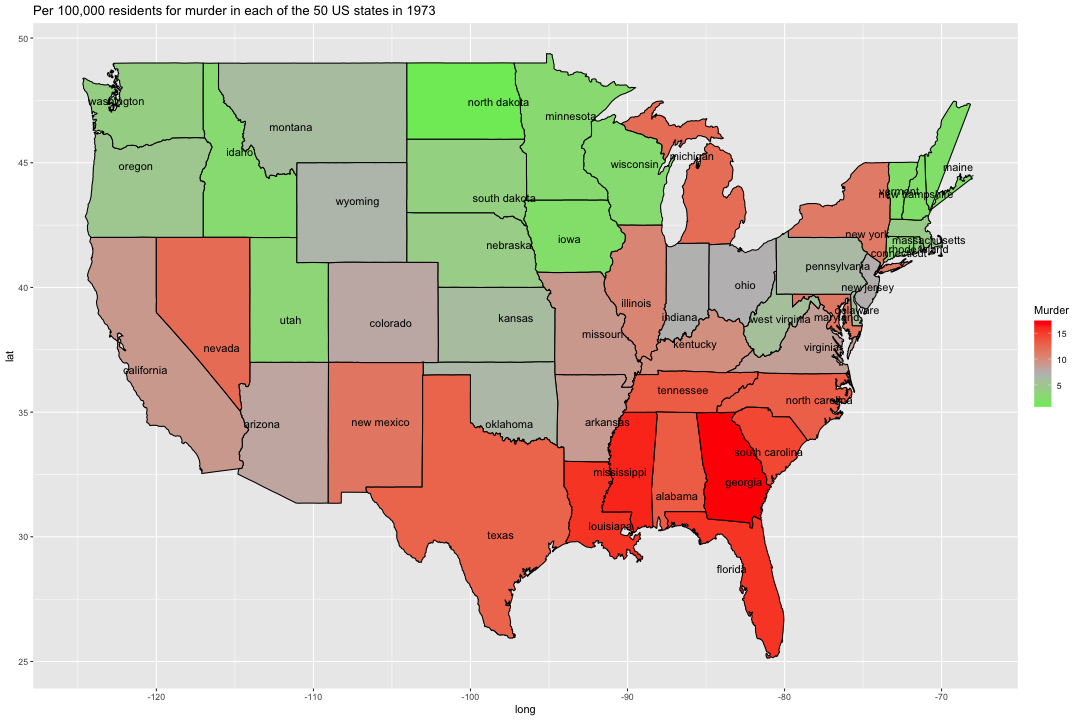 Per 100,000 residents for murder in each of the 50 US states in 1973
50
45
40
35
30
25
lat
-120
-110
-100
-90
-80
-70
long
washington
north dakota
minnesota
montana
idaho
oregon
wisconsin
michigan
maine
vermont
new hampshire
wyoming
south dakota
nebraska
iowa
new york
massachusetts
rhode island
connecticut
pennsylvania
ohio
new jersey
illinois
indiana
delaware
maryland
west virginia
utah
colorado
kansas
missouri
kentucky
virginia
nevada
california
tennessee
north carolina
arizona
new mexico
oklahoma
arkansas
south carolina
mississippi
georgia
alabama
louisiana
texas
florida
Murder
15
10
5